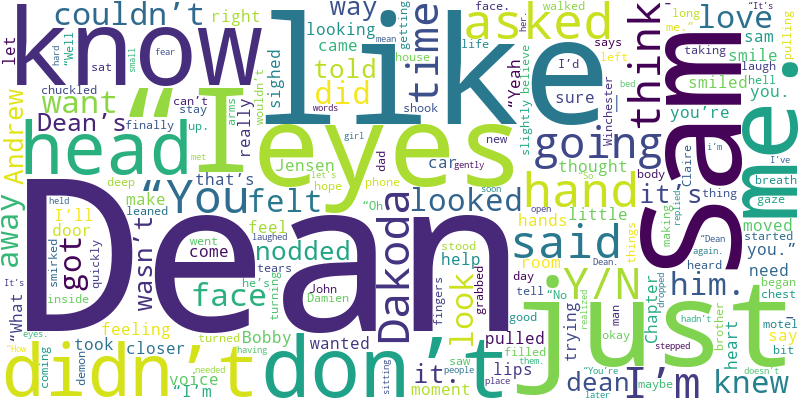 Dean
like
Sam
just
know
eyes
“I
me.
don’t
didn’t
head
“You
felt
face
said
hand
going
asked
think
love
time
told
did
couldn’t
right
way
looking
came
let
sat
want
Dean’s
chuckled
finally
up.
can’t
stay
sighed
really
arms
wouldn’t
words
shook
house
getting
life
mean
“Yeah
slightly
believe
I’d
sure
says
left
bed
Winchester
walked
face.
her.
long
me.”
taking
pulling
“It’s
sam
smile
smiled
laugh
hell
you.
you’re
Andrew
“Well
hard
small
fear
away
wasn’t
make
that’s
deep
met
leaned
held
I’ll
door
got
smirked
quickly
inside
It’s
“What
feel
went
come
he’s
nodded
laughed
tears
John
Damien
turning
Jensen
let’s
hope
girl
phone
dad
“Oh
car
gently
new
soon
looked
Dakoda
help
stood
grabbed
fingers
look
room
hands
day
tell
open
So
thought
little
it’s
body
thing
things
Claire
i’m
I’ve
breath
gaze
moved
making
replied
“Dean
again.
heard
started
you.”
need
began
chest
him.
Y/N
“No
realized
trying
okay
man
good
filled
them.
pulled
lips
wanted
saw
people
place
moment
it.
sitting
Bobby
turned
having
needed
feeling
took
closer
voice
“I’m
demon
coming
eyes.
“How
later
dean
“You’re
I’m
maybe
knew
doesn’t
heart
brother
hadn’t
stepped
dropped
Chapter
Dean.
motel
say
bit